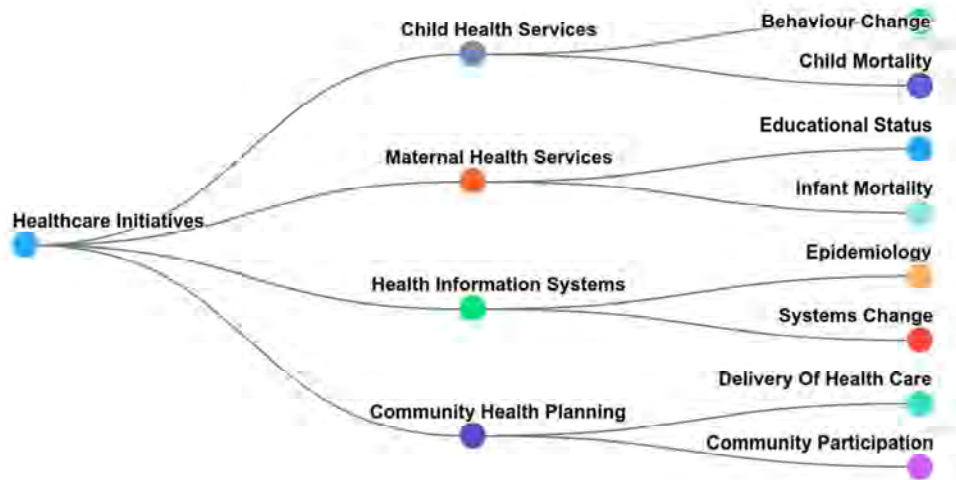 Healthcare Initiatives
Child Health Services
Behaviour Change
Child Mortality
Maternal Health Services
Educational Status
Infant Mortality
Health Information Systems
Epidemiology
Systems Change
Community Health Planning
Delivery Of Health Care
Community Participation